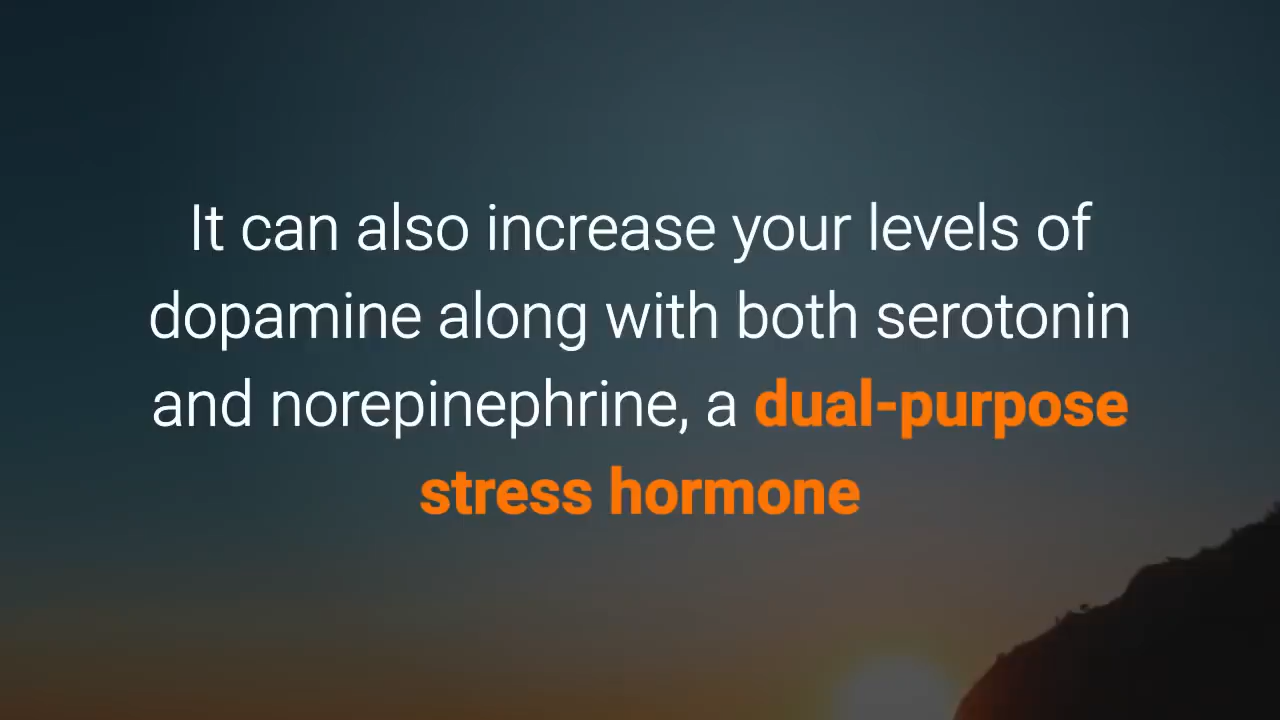 It can also increase your levels of
dopamine along with both serotonin
and norepinephrine, a dual-purpose
stress hormone